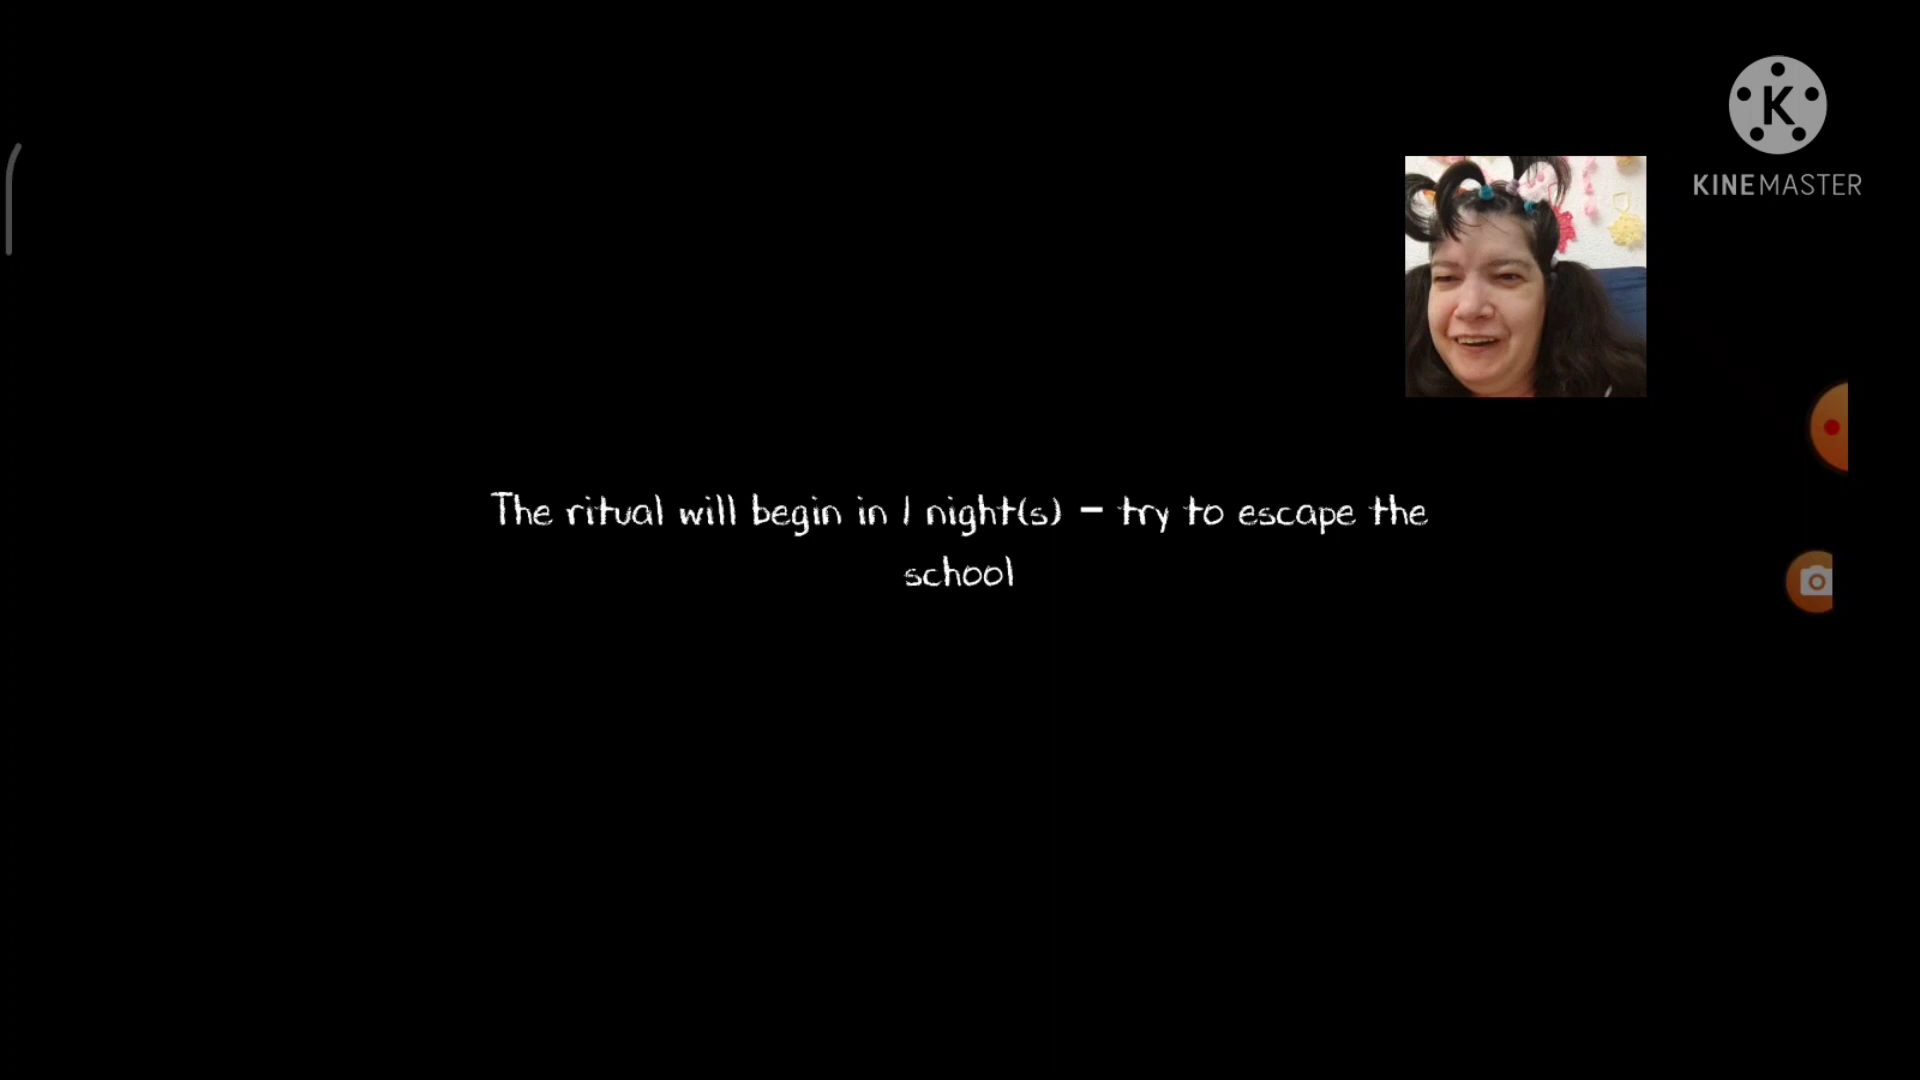 K
KINEMASTER
The ritual will begin in 1 night(s) - try to escape the
school